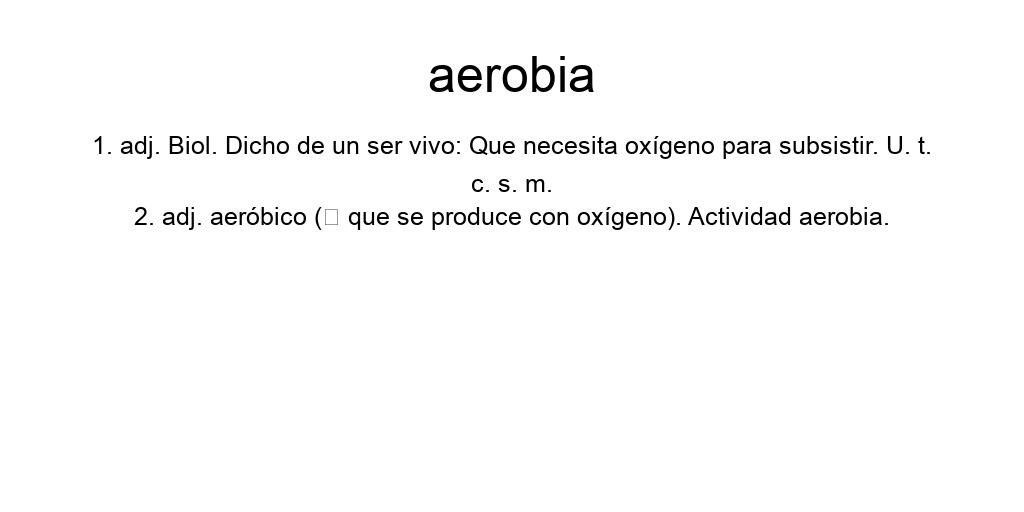 aerobia
1. adj. Biol. Dicho de un ser vivo: Que necesita oxígeno para subsistir. U. t.
c. s. m.
2. adj. aeróbico (□ que se produce con oxígeno). Actividad aerobia.